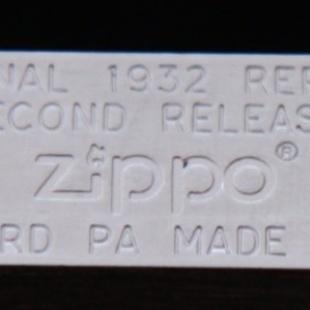 NAL 1932 REP
ECOND RELEAS
Zippo®
RD PA MADE